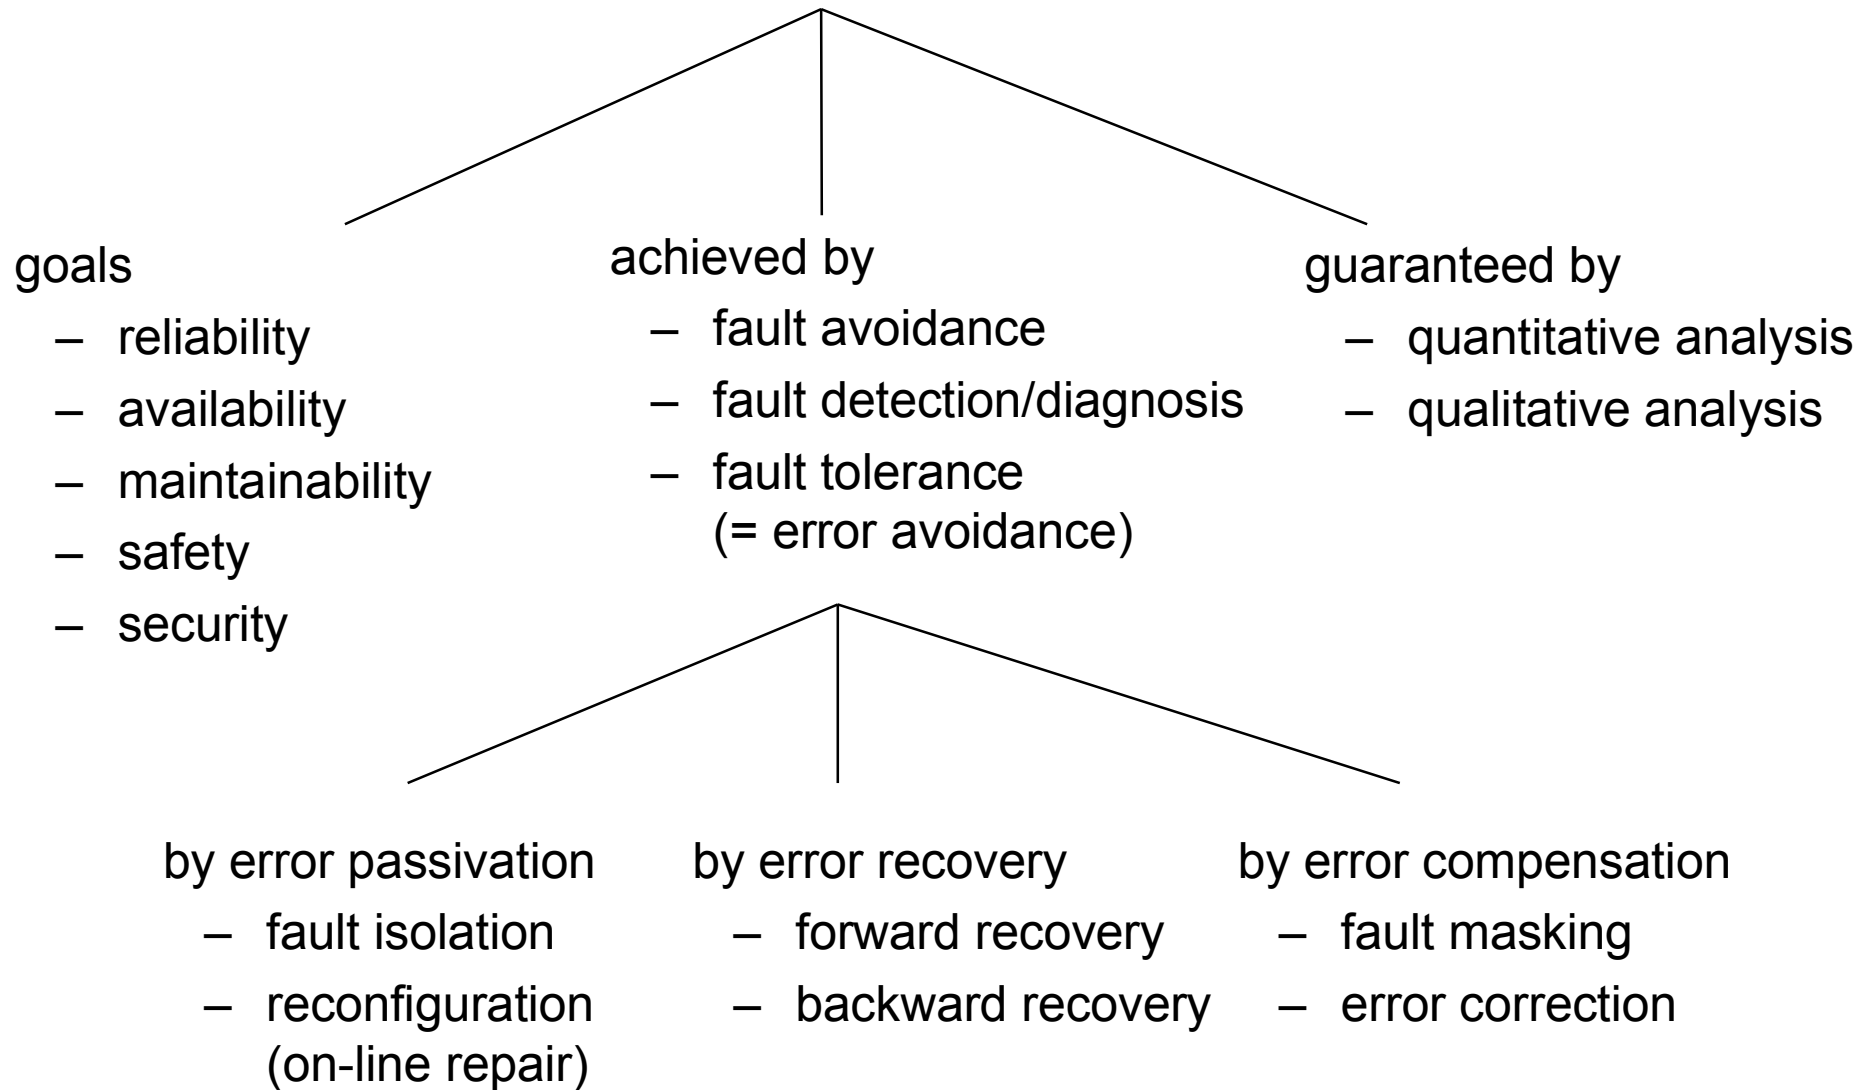 goals
– reliability
– availability
– maintainability
– safety
– security
achieved by
– fault avoidance
– fault detection/diagnosis
– fault tolerance
(= error avoidance)
guaranteed by
– quantitative analysis
– qualitative analysis
by error passivation
– fault isolation
– reconfiguration
(on-line repair)
by error recovery
– forward recovery
– backward recovery
by error compensation
– fault masking
– error correction